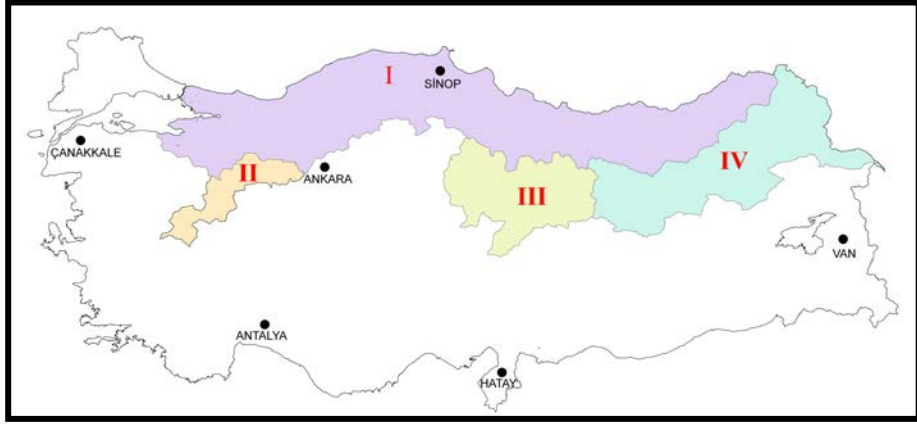 I
SİNOP
ÇANAKKALE
II
ANKARA
III
IV
VAN
ANTALYA
HATAY